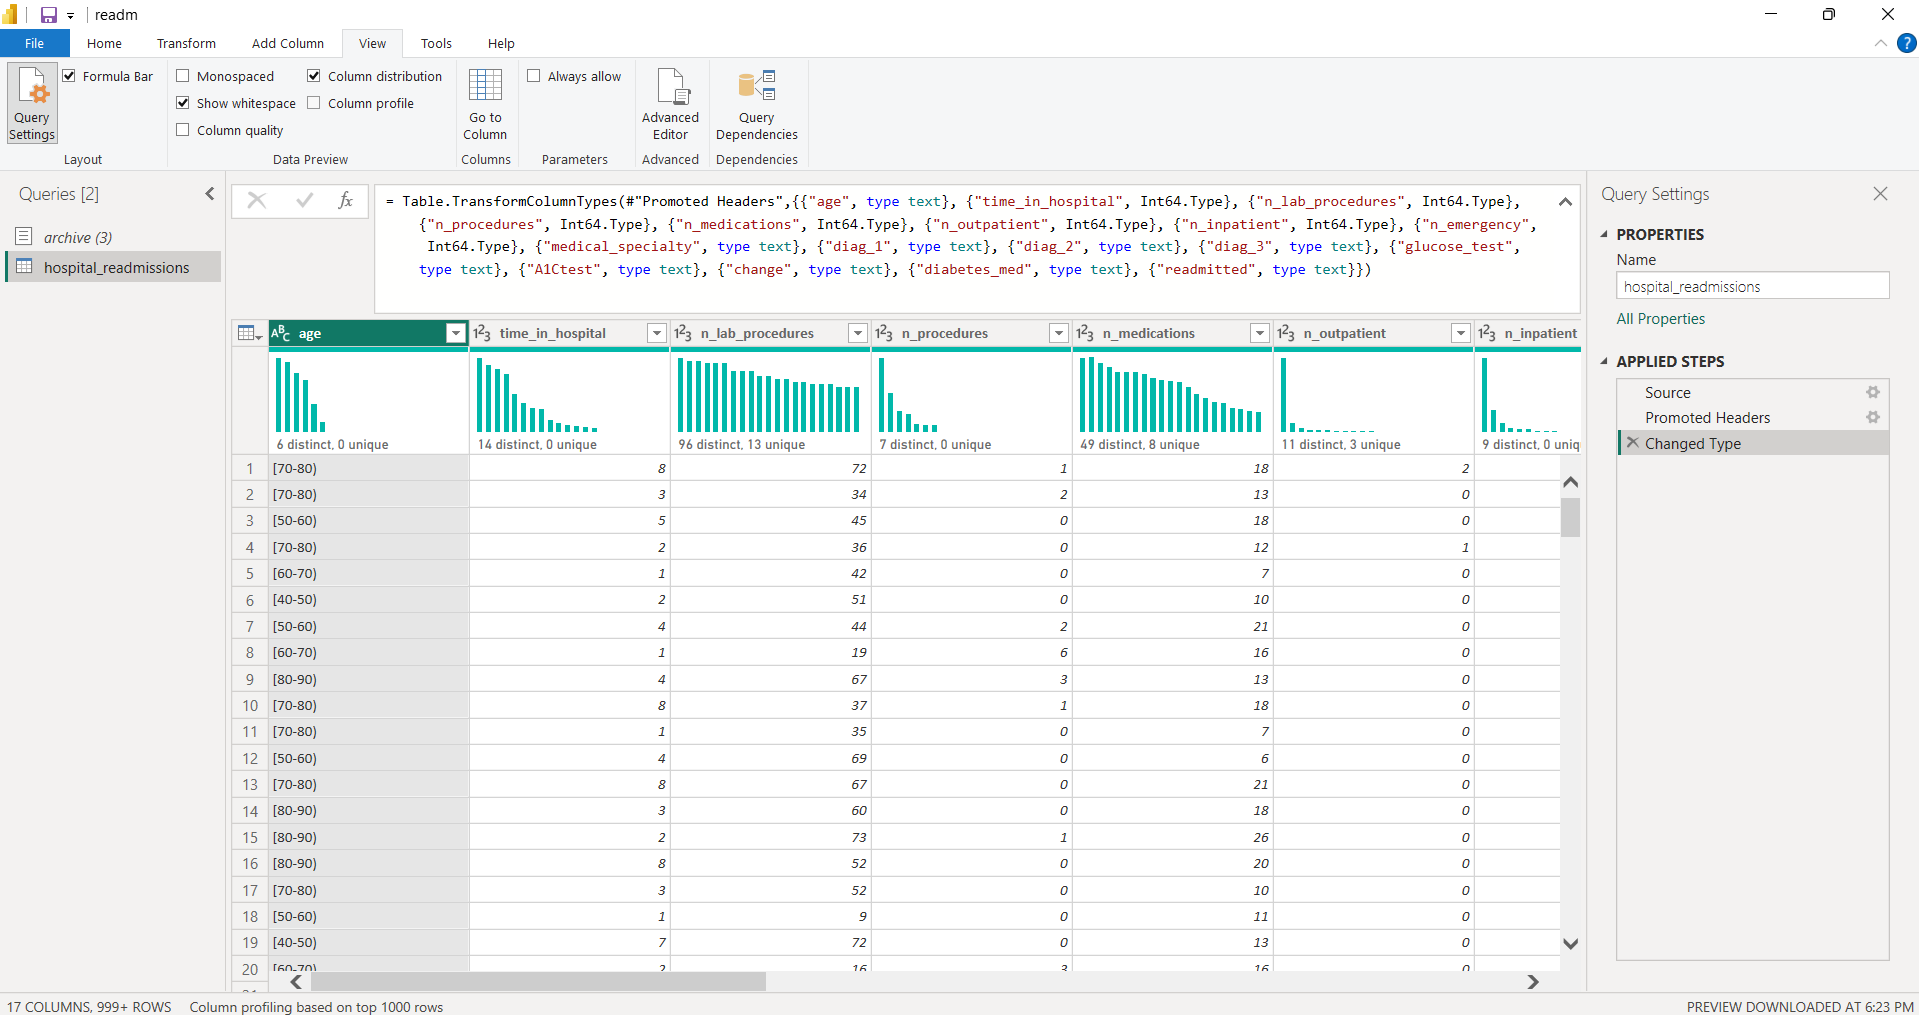 readm
File Home Transform Add Column View Tools Help
Query Settings
Formula Bar
Layout
Monospaced
Show whitespace
Column quality
Column distribution
Column profile
Data Preview
Go to Column
Columns
Always allow
Parameters
Advanced Editor
Advanced
Query Dependencies
Dependencies
Queries [2]
archive (3)
hospital_readmissions
fx
= Table.TransformColumnTypes(#"Promoted Headers",{{"age", type text}, {"time_in_hospital", Int64.Type}, {"n_lab_procedures", Int64.Type},
{"n_procedures", Int64.Type}, {"n_medications", Int64.Type}, {"n_outpatient", Int64.Type}, {"n_inpatient", Int64.Type}, {"n_emergency",
Int64.Type}, {"medical_specialty", type text}, {"diag_1", type text}, {"diag_2", type text}, {"diag_3", type text}, {"glucose_test",
type text}, {"A1Ctest", type text}, {"change", type text}, {"diabetes_med", type text}, {"readmitted", type text}})
ABC age 123 time_in_hospital 123 n_lab_procedures 123 n_procedures 123 n_medications 123 n_outpatient 123 n_inpatient
6 distinct, 0 unique 14 distinct, 0 unique 96 distinct, 13 unique 7 distinct, 0 unique 49 distinct, 8 unique 11 distinct, 3 unique 9 distinct, 0 uniq
1 [70-80) 8 72 1 18 2
2 [70-80) 3 34 2 13 0
3 [50-60) 5 45 0 18 0
4 [70-80) 2 36 0 12 1
5 [60-70) 1 42 0 7 0
6 [40-50) 2 51 0 10 0
7 [50-60) 4 44 2 21 0
8 [60-70) 1 19 6 16 0
9 [80-90) 4 67 3 13 0
10 [70-80) 8 37 1 18 0
11 [70-80) 1 35 0 7 0
12 [50-60) 4 69 0 6 0
13 [70-80) 8 67 0 21 0
14 [80-90) 3 60 0 18 0
15 [80-90) 2 73 1 26 0
16 [80-90) 8 52 0 20 0
17 [70-80) 3 52 0 10 0
18 [50-60) 1 9 0 11 0
19 [40-50) 7 72 0 13 0
20 [60-70) 2 16 3 16 0
Query Settings
PROPERTIES
Name
hospital_readmissions
All Properties
APPLIED STEPS
Source
Promoted Headers
Changed Type
17 COLUMNS, 999+ ROWS Column profiling based on top 1000 rows
PREVIEW DOWNLOADED AT 6:23 PM